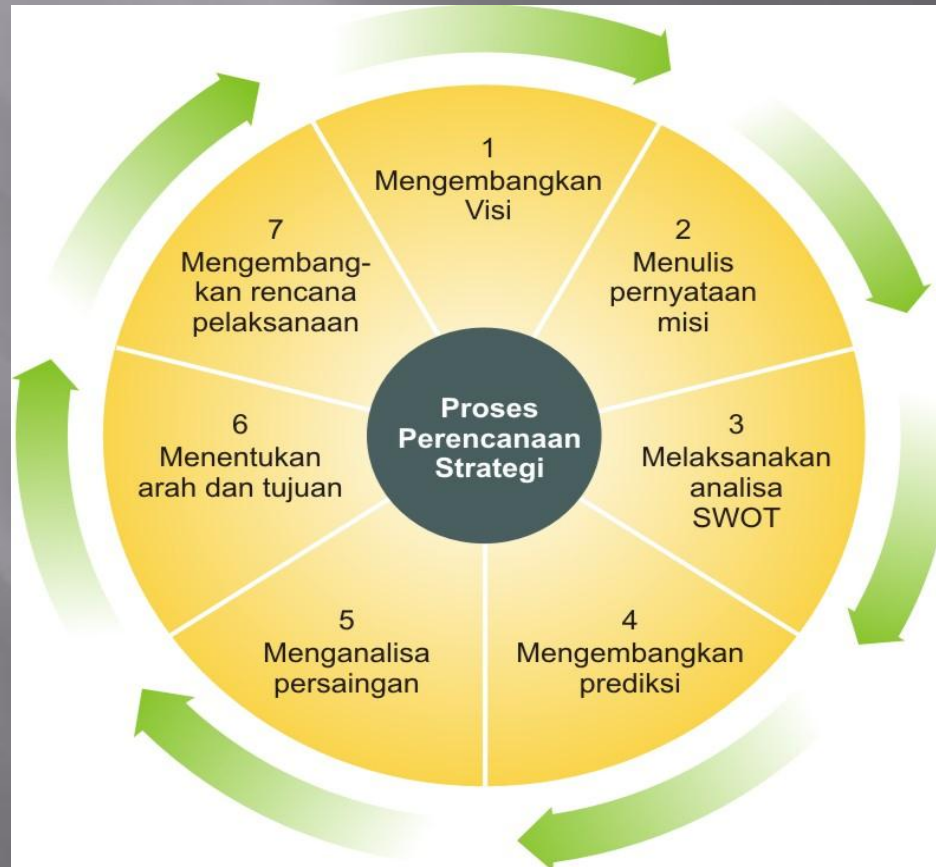 Proses
Perencanaan
Strategi
1
Mengembangkan
Visi
2
Menulis
pernyataan
misi
3
Melaksanakan
analisa
SWOT
4
Mengembangkan
prediksi
5
Menganalisa
persaingan
6
Menentukan
arah dan tujuan
7
Mengembang-
kan rencana
pelaksanaan